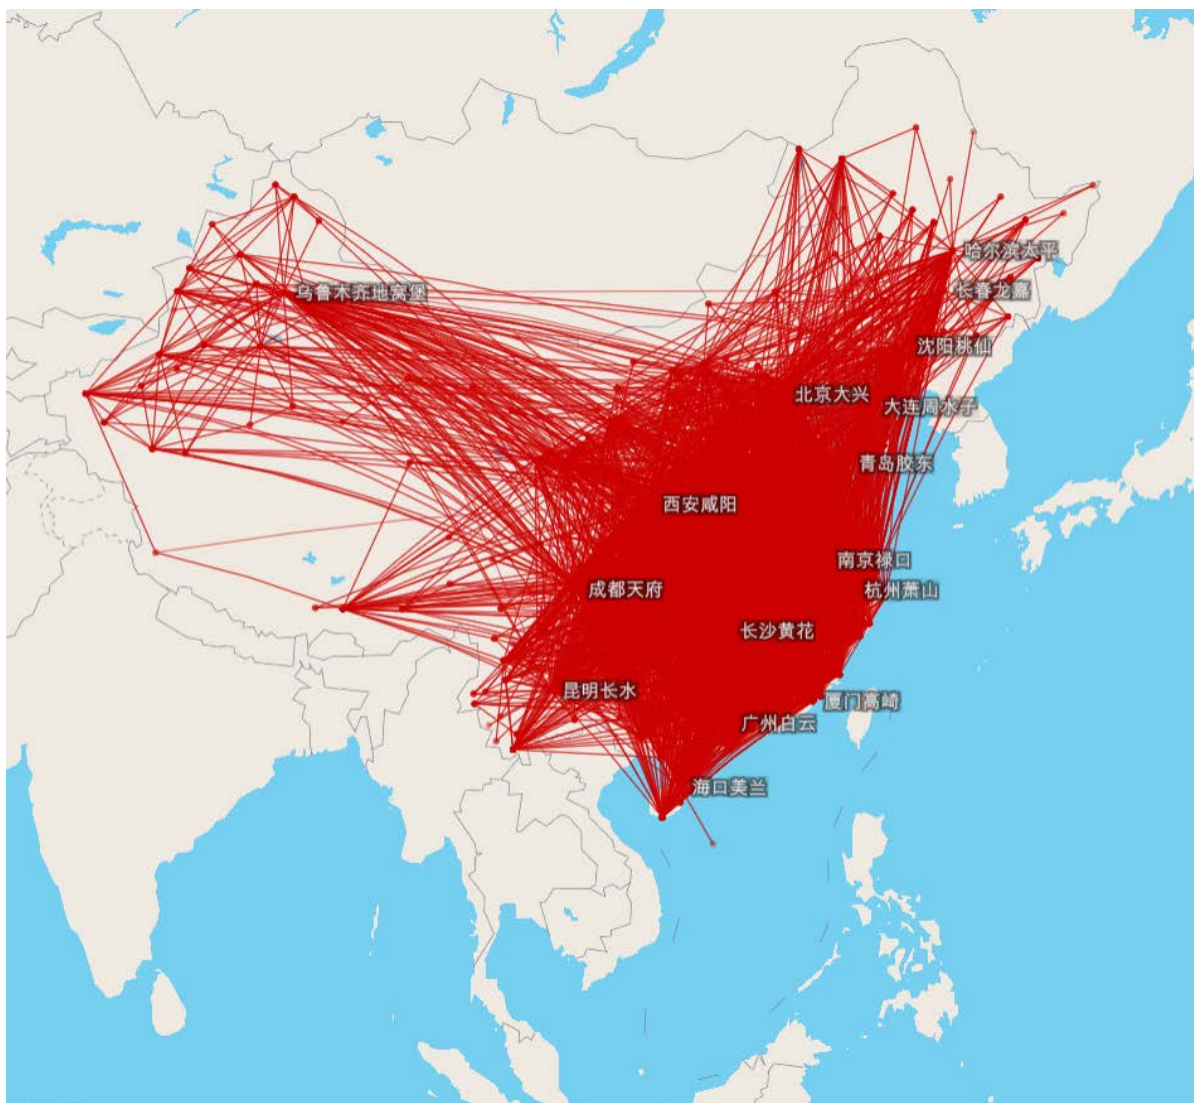 哈尔滨太平
乌鲁木齐地窝堡
长春龙嘉
沈阳桃仙
北京大兴
大连周水子
青岛胶东
西安咸阳
南京禄口
成都天府
杭州萧山
长沙黄花
昆明长水
厦门高崎
广州白云
海口美兰